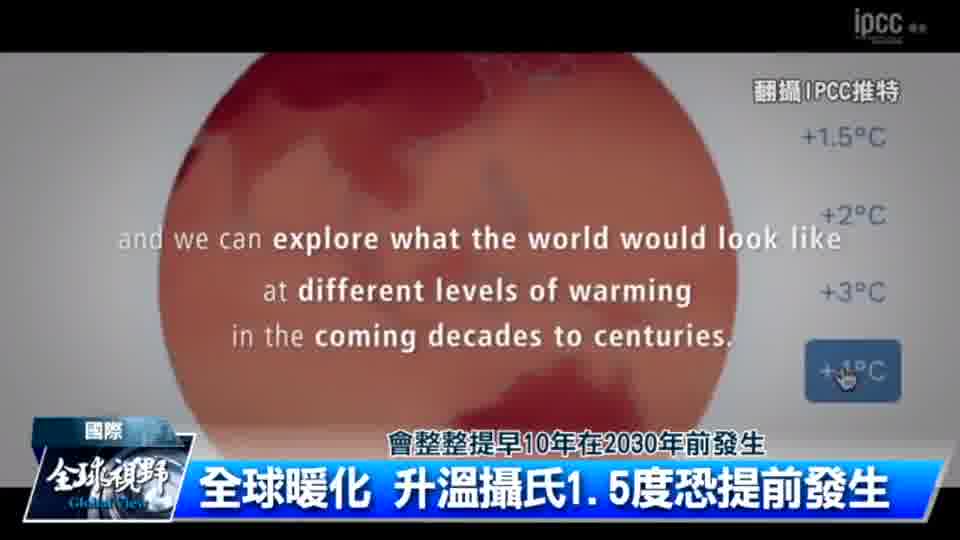 ipcc
翻攝IPCC推特
+1.5°C
+2°C
and we can explore what the world would look like
at different levels of warming
+3°C
in the coming decades to centuries.
+4°C
會整整提早10年在2030年前發生
國際
全球視野
Global View
全球暖化 升溫攝氏1.5度恐提前發生